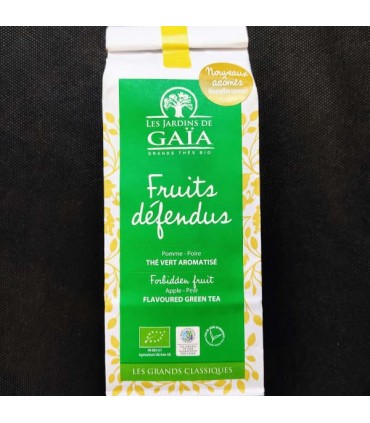 Nouveaux
arômes
LES JARDINS DE
GAÏA
GRANDS THÉS BIO
Fruits
défendus
Pomme - Poire
THÉ VERT AROMATISÉ
Forbidden fruit
Apple - Pear
FLAVOURED GREEN TEA
LES GRANDS CLASSIQUES